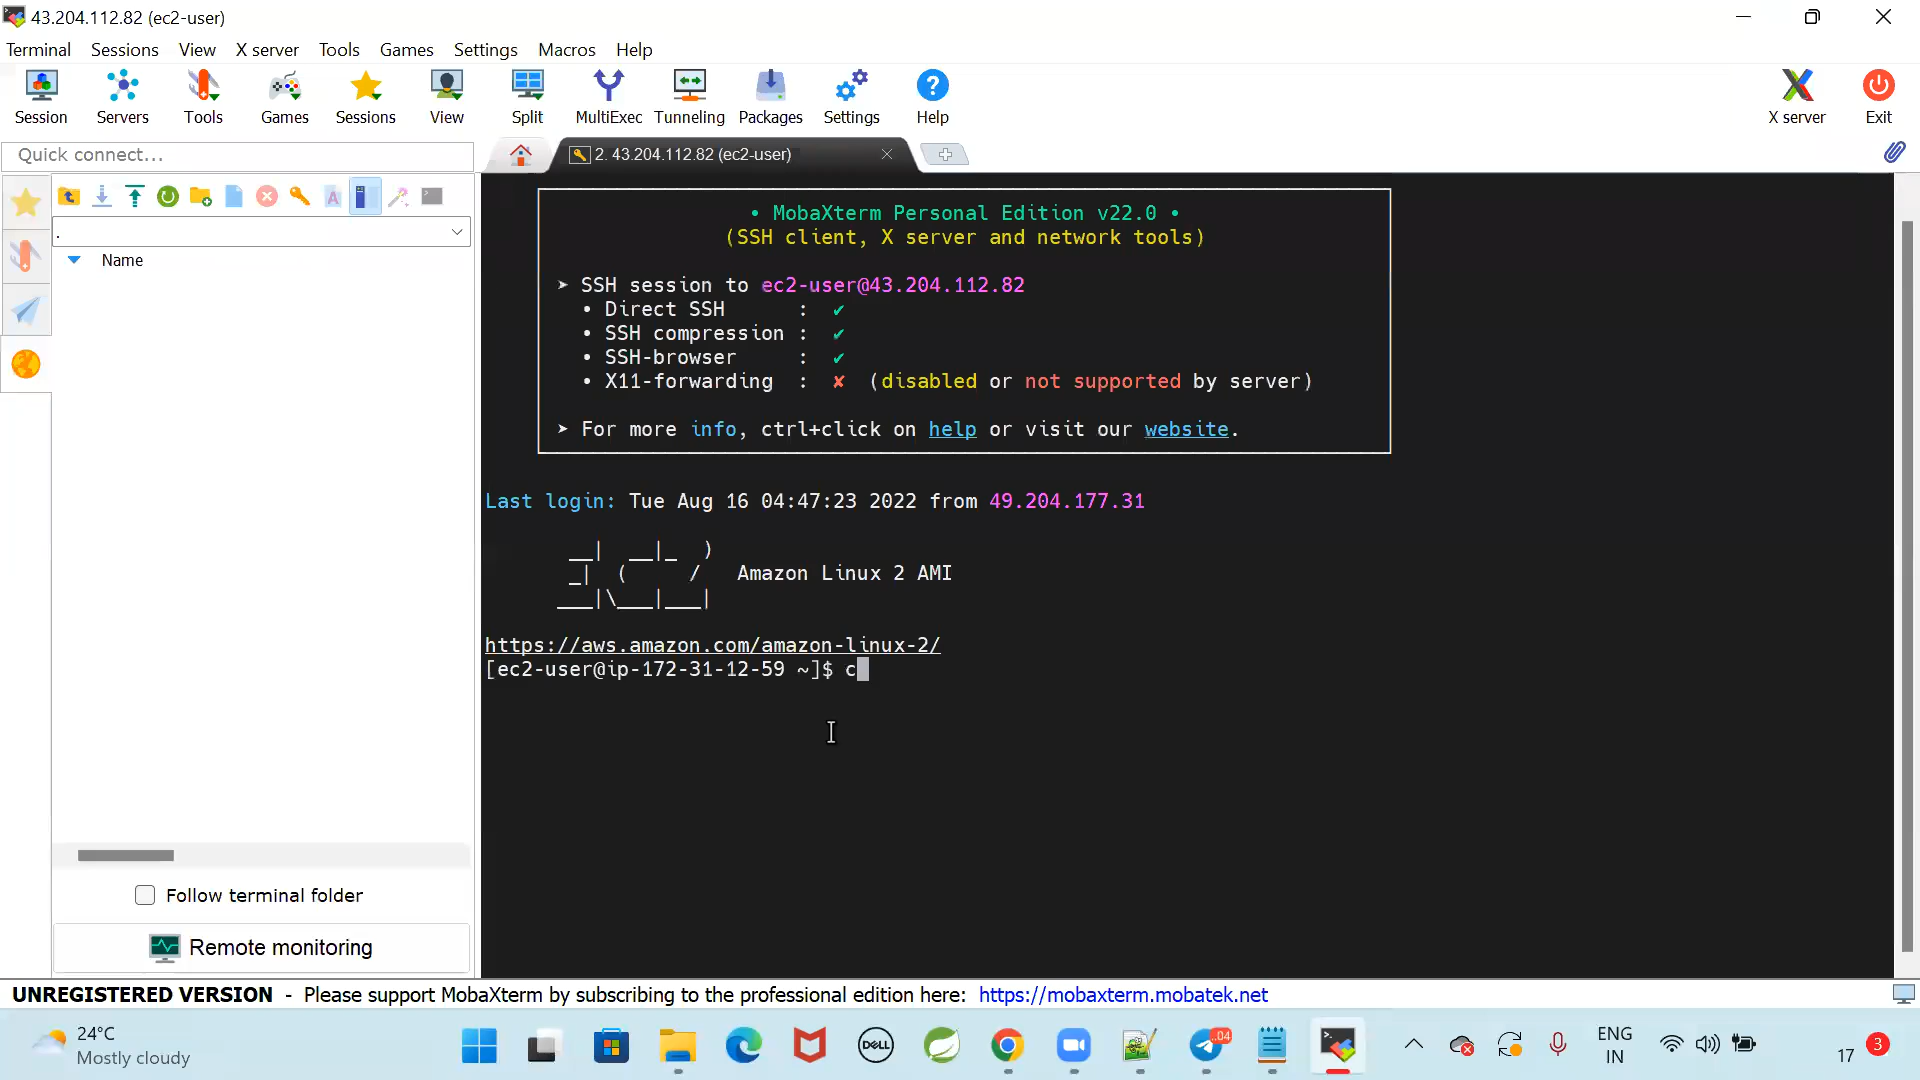 43.204.112.82 (ec2-user)
Terminal Sessions View X server Tools Games Settings Macros Help
Session Servers Tools Games Sessions View Split MultiExec Tunneling Packages Settings Help X server Exit
Quick connect...
2. 43.204.112.82 (ec2-user)
.
Name
• MobaXterm Personal Edition v22.0 •
(SSH client, X server and network tools)
➤ SSH session to ec2-user@43.204.112.82
• Direct SSH : ✔
• SSH compression : ✔
• SSH-browser : ✔
• X11-forwarding : ✘ (disabled or not supported by server)
➤ For more info, ctrl+click on help or visit our website.
Last login: Tue Aug 16 04:47:23 2022 from 49.204.177.31
__|  __|_  )
_|  (     /   Amazon Linux 2 AMI
___|\___|___|
https://aws.amazon.com/amazon-linux-2/
[ec2-user@ip-172-31-12-59 ~]$ c
Follow terminal folder
Remote monitoring
UNREGISTERED VERSION - Please support MobaXterm by subscribing to the professional edition here: https://mobaxterm.mobatek.net
24°C
Mostly cloudy
DELL
..04
ENG
IN
17
3